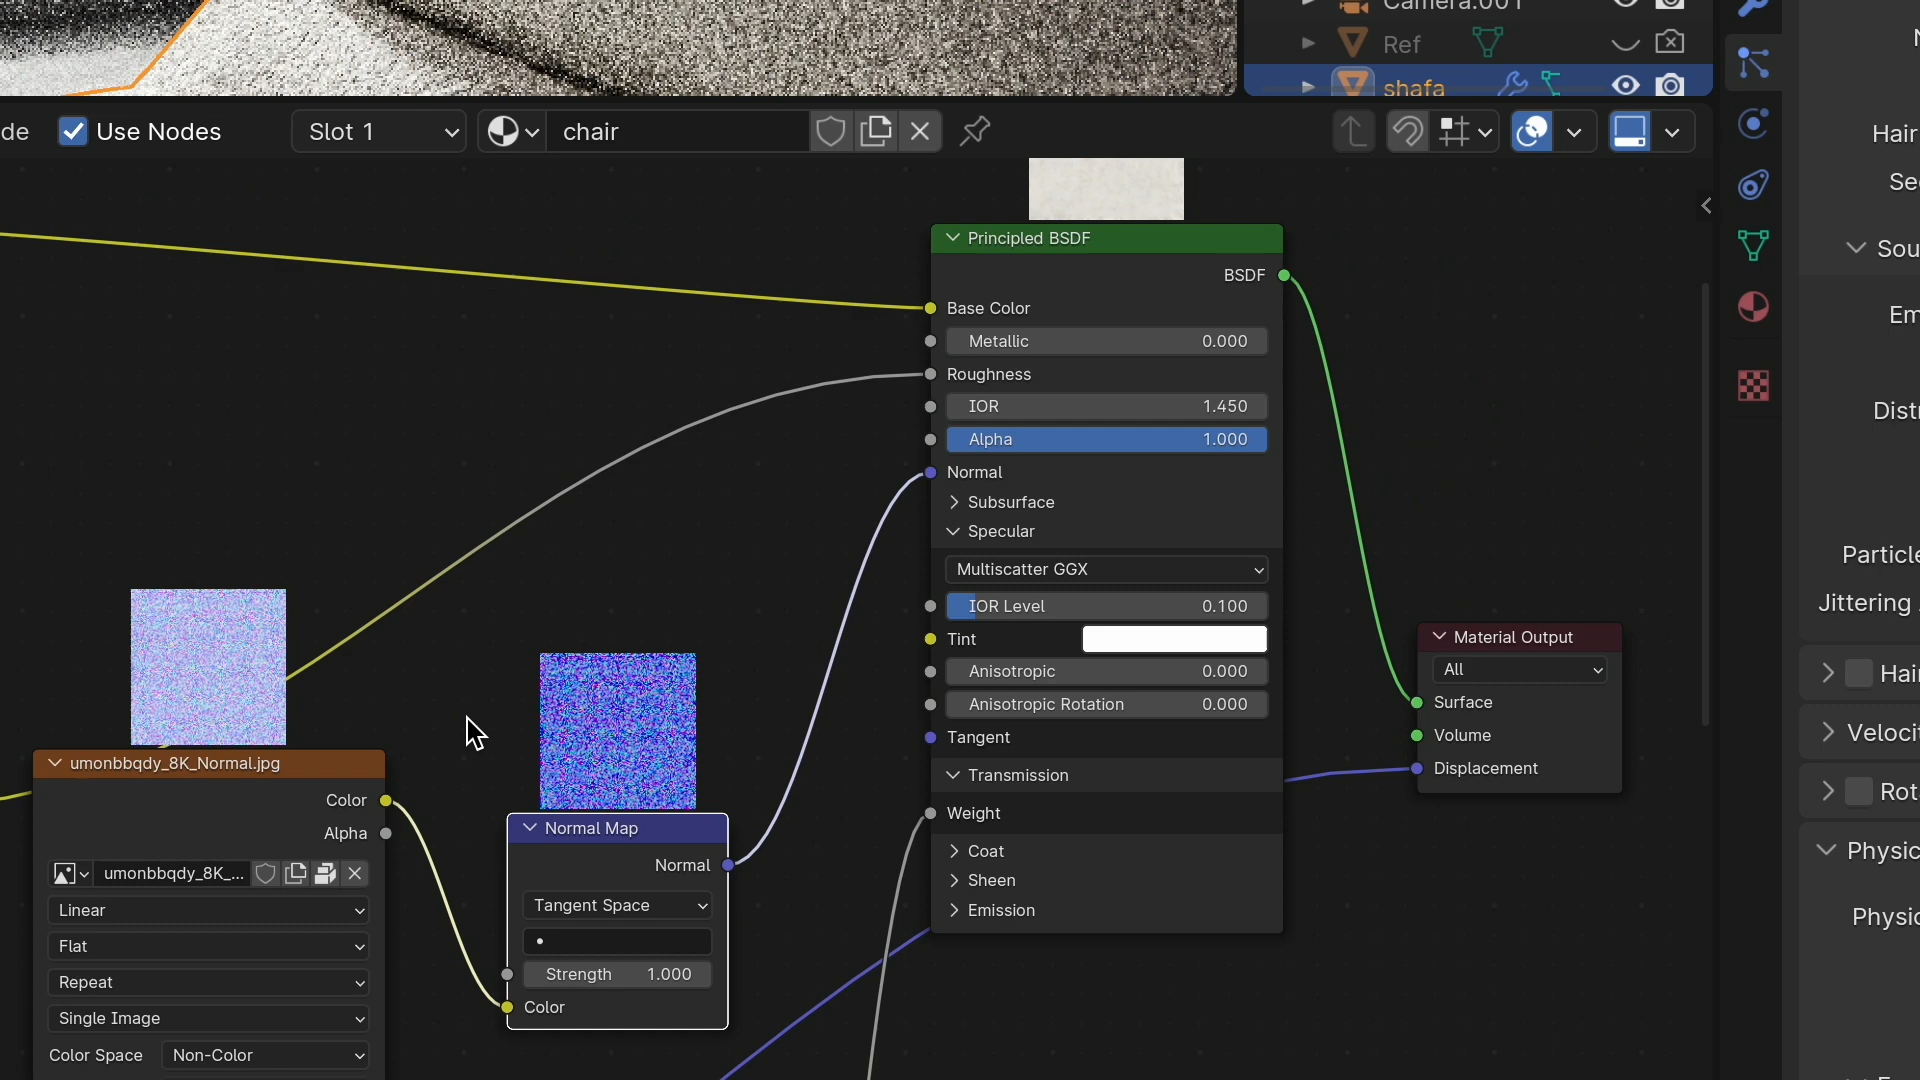 Camera.001
Ref
shafa
de
Use Nodes
Slot 1
chair
Principled BSDF
BSDF
Base Color
Metallic 0.000
Roughness
IOR 1.450
Alpha 1.000
Normal
Subsurface
Specular
Multiscatter GGX
IOR Level 0.100
Tint
Anisotropic 0.000
Anisotropic Rotation 0.000
Tangent
Transmission
Weight
Coat
Sheen
Emission
Material Output
All
Surface
Volume
Displacement
umonbbqdy_8K_Normal.jpg
Color
Alpha
umonbbqdy_8K_...
Linear
Flat
Repeat
Single Image
Color Space Non-Color
Normal Map
Normal
Tangent Space
Strength 1.000
Color
N
Hair
See
Sou
Em
Distr
Particle
Jittering
Hair
Velocit
Rot
Physic
Physic